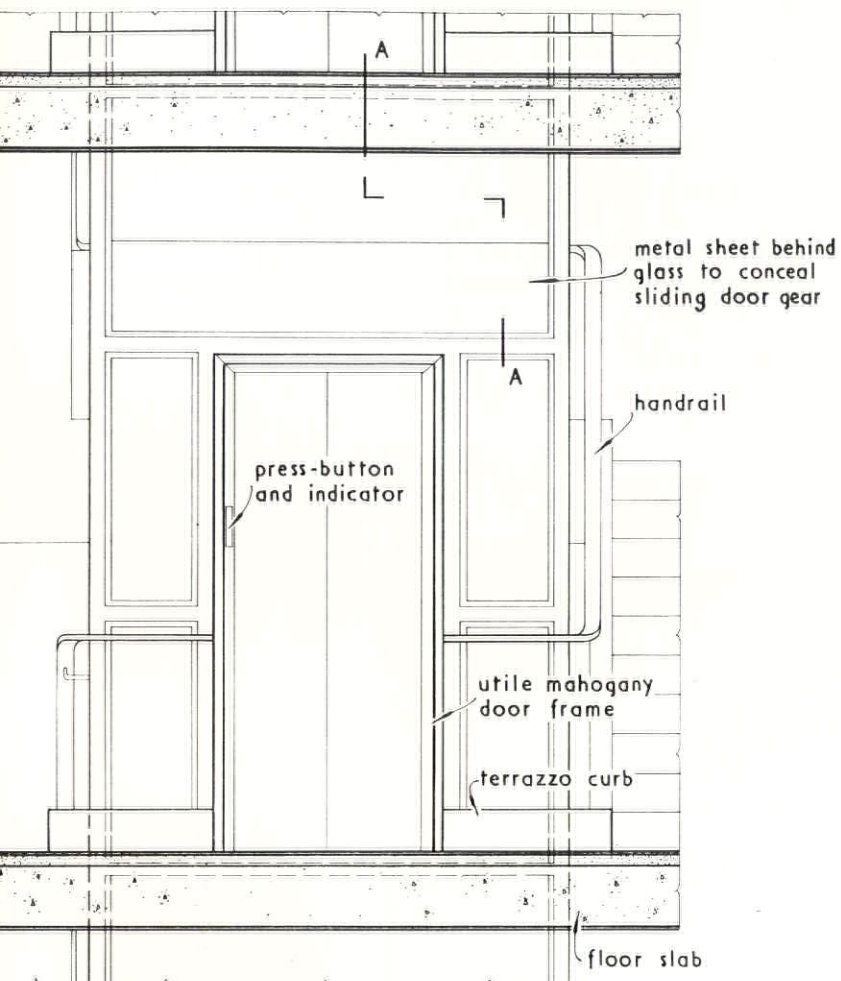 A
metal sheet behind
glass to conceal
sliding door gear
A
handrail
press-button
and indicator
utile mahogany
door frame
terrazzo curb
floor slab